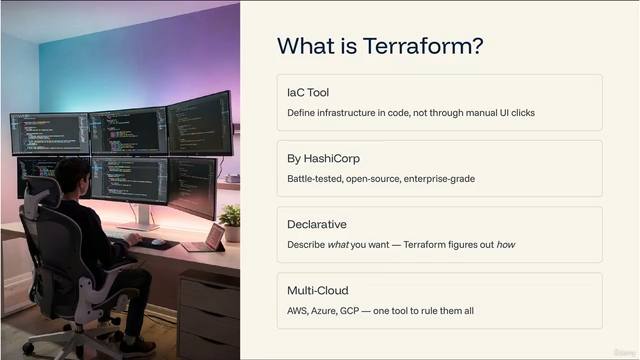 What is Terraform?
IaC Tool
Define infrastructure in code, not through manual UI clicks
By HashiCorp
Battle-tested, open-source, enterprise-grade
Declarative
Describe what you want — Terraform figures out how
Multi-Cloud
AWS, Azure, GCP — one tool to rule them all
Udemy